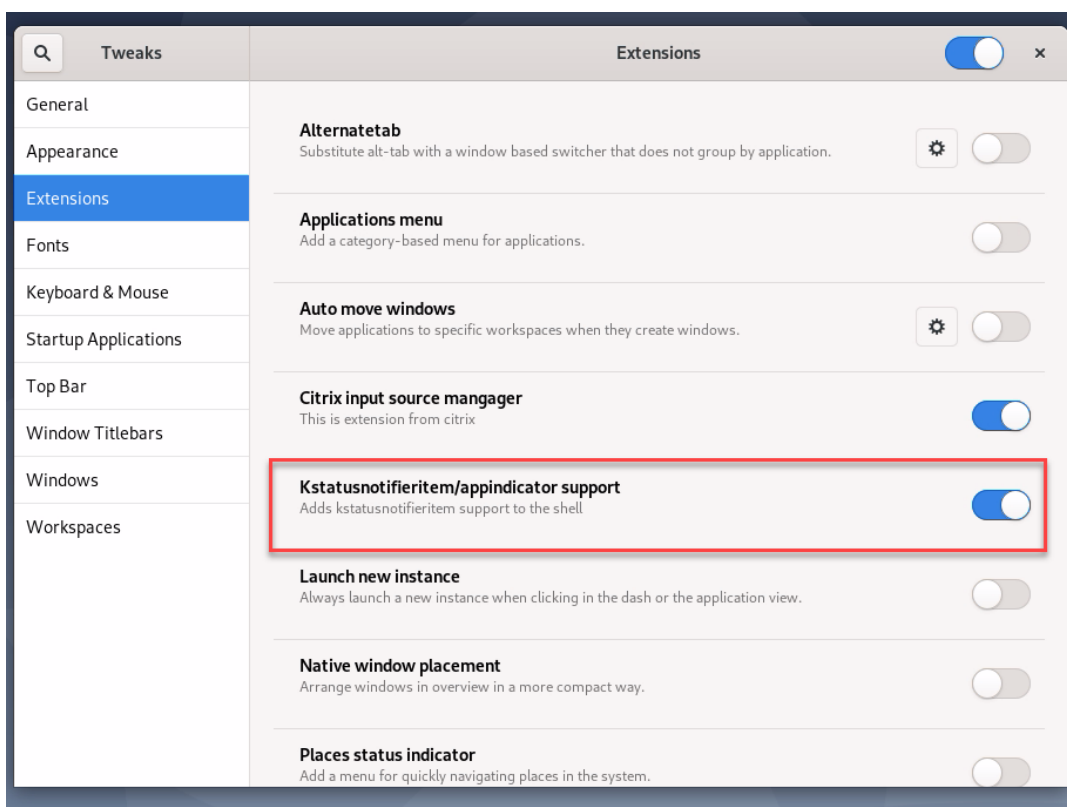 Tweaks
Extensions
General
Appearance
Extensions
Fonts
Keyboard & Mouse
Startup Applications
Top Bar
Window Titlebars
Windows
Workspaces
Alternatetab
Substitute alt-tab with a window based switcher that does not group by application.
Applications menu
Add a category-based menu for applications.
Auto move windows
Move applications to specific workspaces when they create windows.
Citrix input source mangager
This is extension from citrix
Kstatusnotifieritem/appindicator support
Adds kstatusnotifieritem support to the shell
Launch new instance
Always launch a new instance when clicking in the dash or the application view.
Native window placement
Arrange windows in overview in a more compact way.
Places status indicator
Add a menu for quickly navigating places in the system.